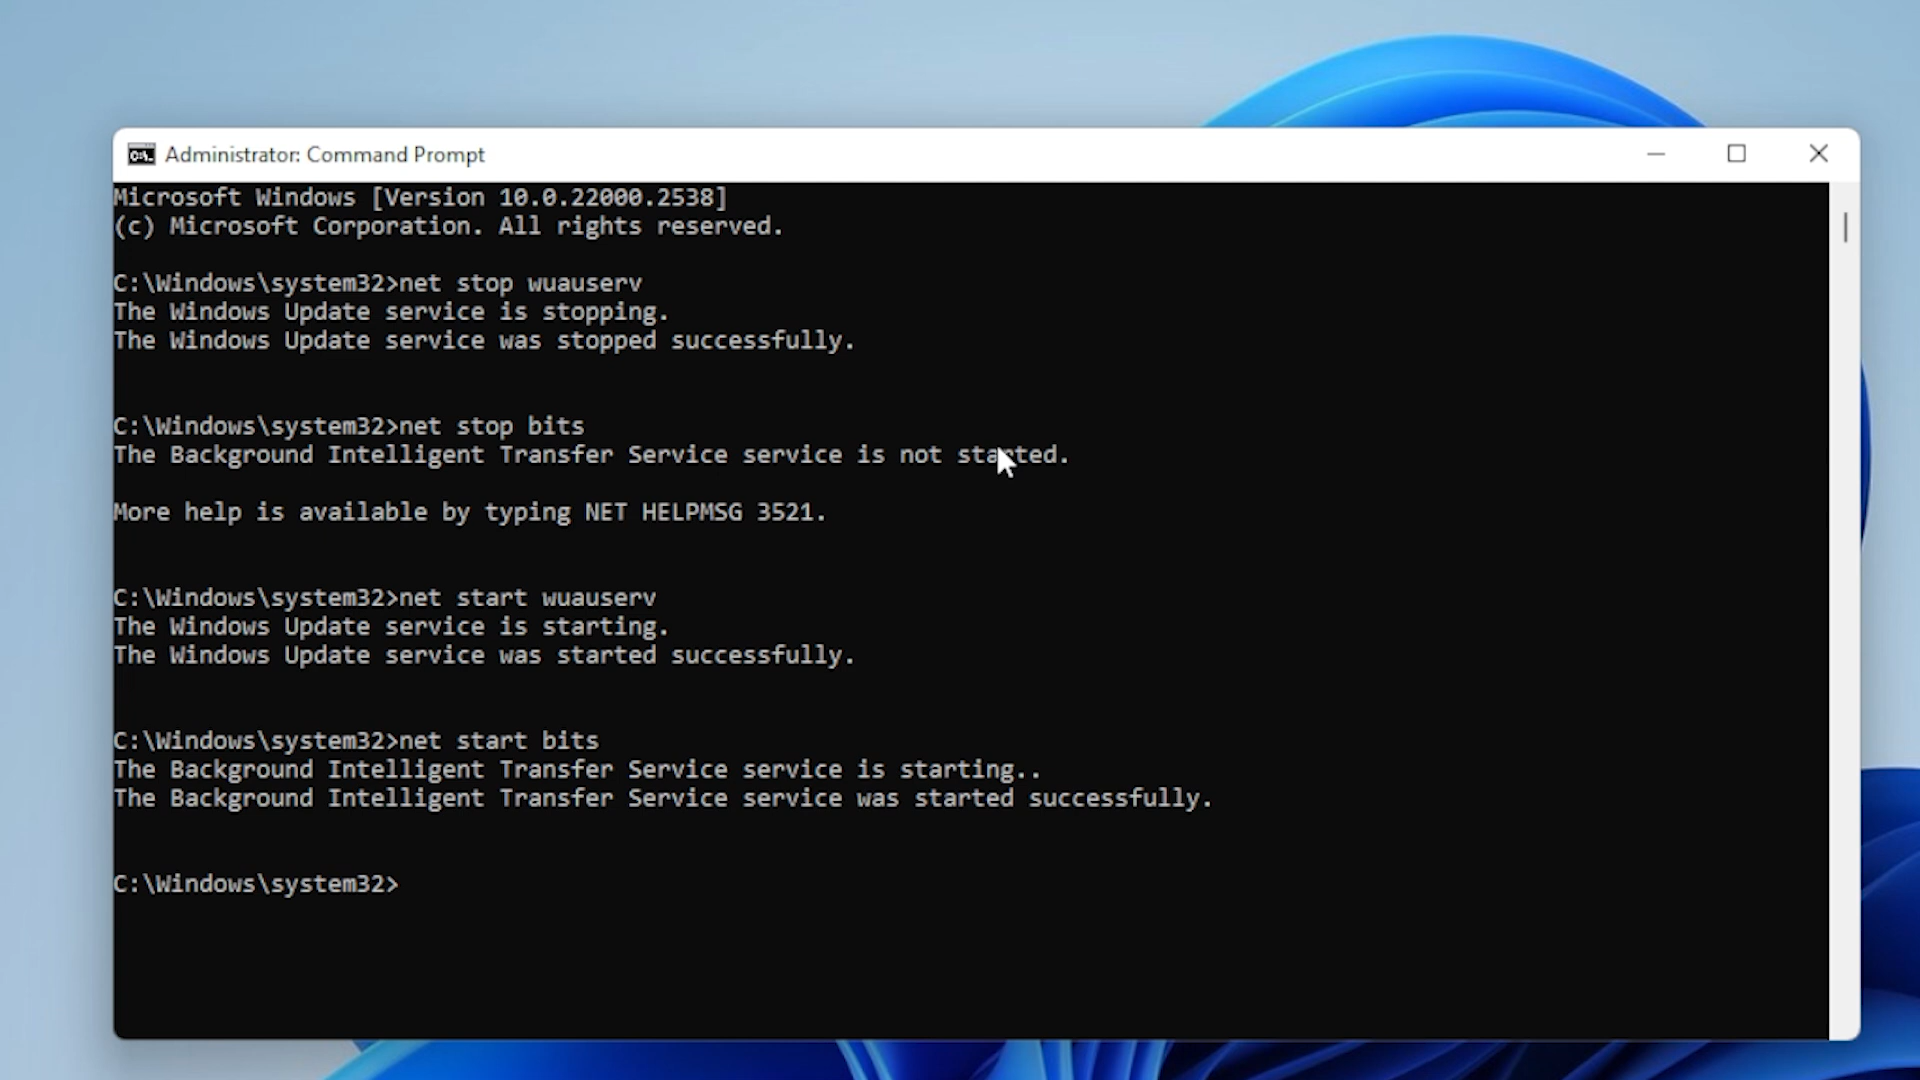 Administrator: Command Prompt
Microsoft Windows [Version 10.0.22000.2538]
(c) Microsoft Corporation. All rights reserved.
C:\Windows\system32>net stop wuauserv
The Windows Update service is stopping.
The Windows Update service was stopped successfully.
C:\Windows\system32>net stop bits
The Background Intelligent Transfer Service service is not started.
More help is available by typing NET HELPMSG 3521.
C:\Windows\system32>net start wuauserv
The Windows Update service is starting.
The Windows Update service was started successfully.
C:\Windows\system32>net start bits
The Background Intelligent Transfer Service service is starting..
The Background Intelligent Transfer Service service was started successfully.
C:\Windows\system32>